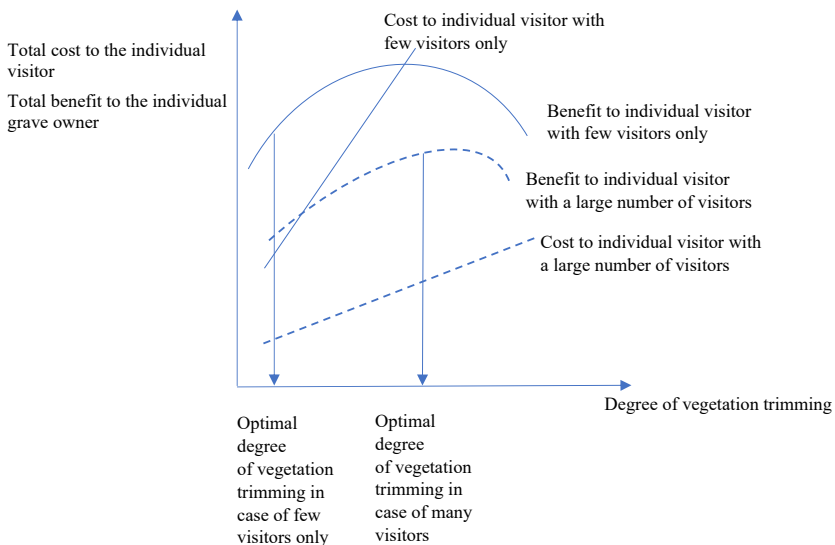 Cost to individual visitor with
few visitors only
Total cost to the individual
visitor
Total benefit to the individual
grave owner
Benefit to individual visitor
with few visitors only
Benefit to individual visitor
with a large number of visitors
Cost to individual visitor with
a large number of visitors
Degree of vegetation trimming
Optimal
degree
of vegetation
trimming in
case of few
visitors only
Optimal
degree
of vegetation
trimming in
case of many
visitors